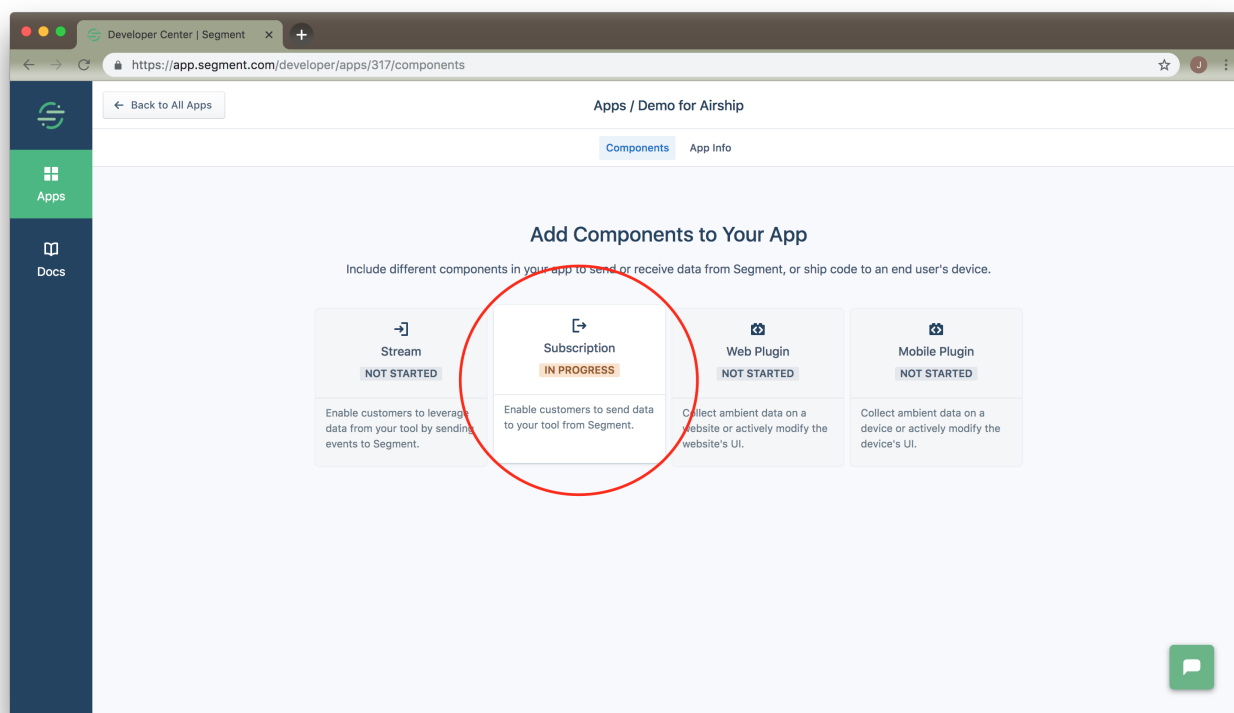 Developer Center | Segment
https://app.segment.com/developer/apps/317/components
J
Back to All Apps
Apps / Demo for Airship
Components
App Info
Apps
Docs
Add Components to Your App
Include different components in your app to send or receive data from Segment, or ship code to an end user's device.
Stream
NOT STARTED
Enable customers to leverage
data from your tool by sending
events to Segment.
Subscription
IN PROGRESS
Enable customers to send data
to your tool from Segment.
Web Plugin
NOT STARTED
Collect ambient data on a
website or actively modify the
website's UI.
Mobile Plugin
NOT STARTED
Collect ambient data on a
device or actively modify the
device's UI.